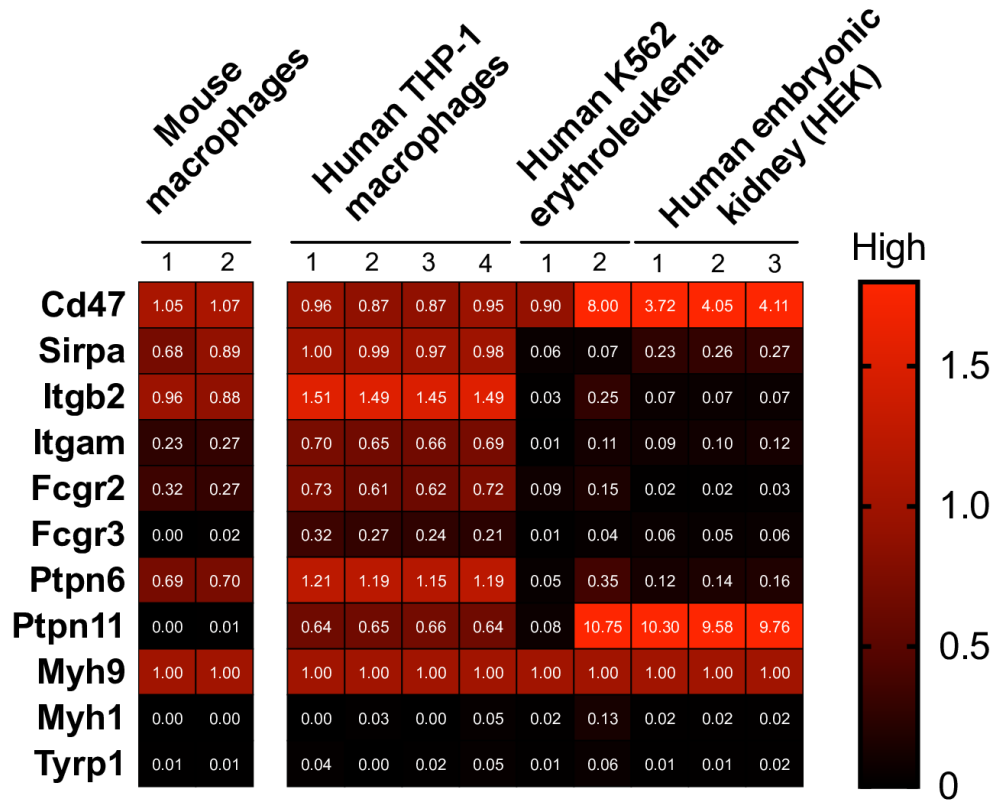 Mouse
macrophages
Human THP-1
macrophages
Human K562
erythroleukemia
Human embryonic
kidney (HEK)
1 2 1 2 3 4 1 2 1 2 3
High
Cd47 1.05 1.07 0.96 0.87 0.87 0.95 0.90 8.00 3.72 4.05 4.11
Sirpa 0.68 0.89 1.00 0.99 0.97 0.98 0.06 0.07 0.23 0.26 0.27
1.5
Itgb2 0.96 0.88 1.51 1.49 1.45 1.49 0.03 0.25 0.07 0.07 0.07
Itgam 0.23 0.27 0.70 0.65 0.66 0.69 0.01 0.11 0.09 0.10 0.12
Fcgr2 0.32 0.27 0.73 0.61 0.62 0.72 0.09 0.15 0.02 0.02 0.03
1.0
Fcgr3 0.00 0.02 0.32 0.27 0.24 0.21 0.01 0.04 0.06 0.05 0.06
Ptpn6 0.69 0.70 1.21 1.19 1.15 1.19 0.05 0.35 0.12 0.14 0.16
Ptpn11 0.00 0.01 0.64 0.65 0.66 0.64 0.08 10.75 10.30 9.58 9.76
0.5
Myh9 1.00 1.00 1.00 1.00 1.00 1.00 1.00 1.00 1.00 1.00 1.00
Myh1 0.00 0.00 0.00 0.03 0.00 0.05 0.02 0.13 0.02 0.02 0.02
Tyrp1 0.01 0.01 0.04 0.00 0.02 0.05 0.01 0.06 0.01 0.01 0.02
0